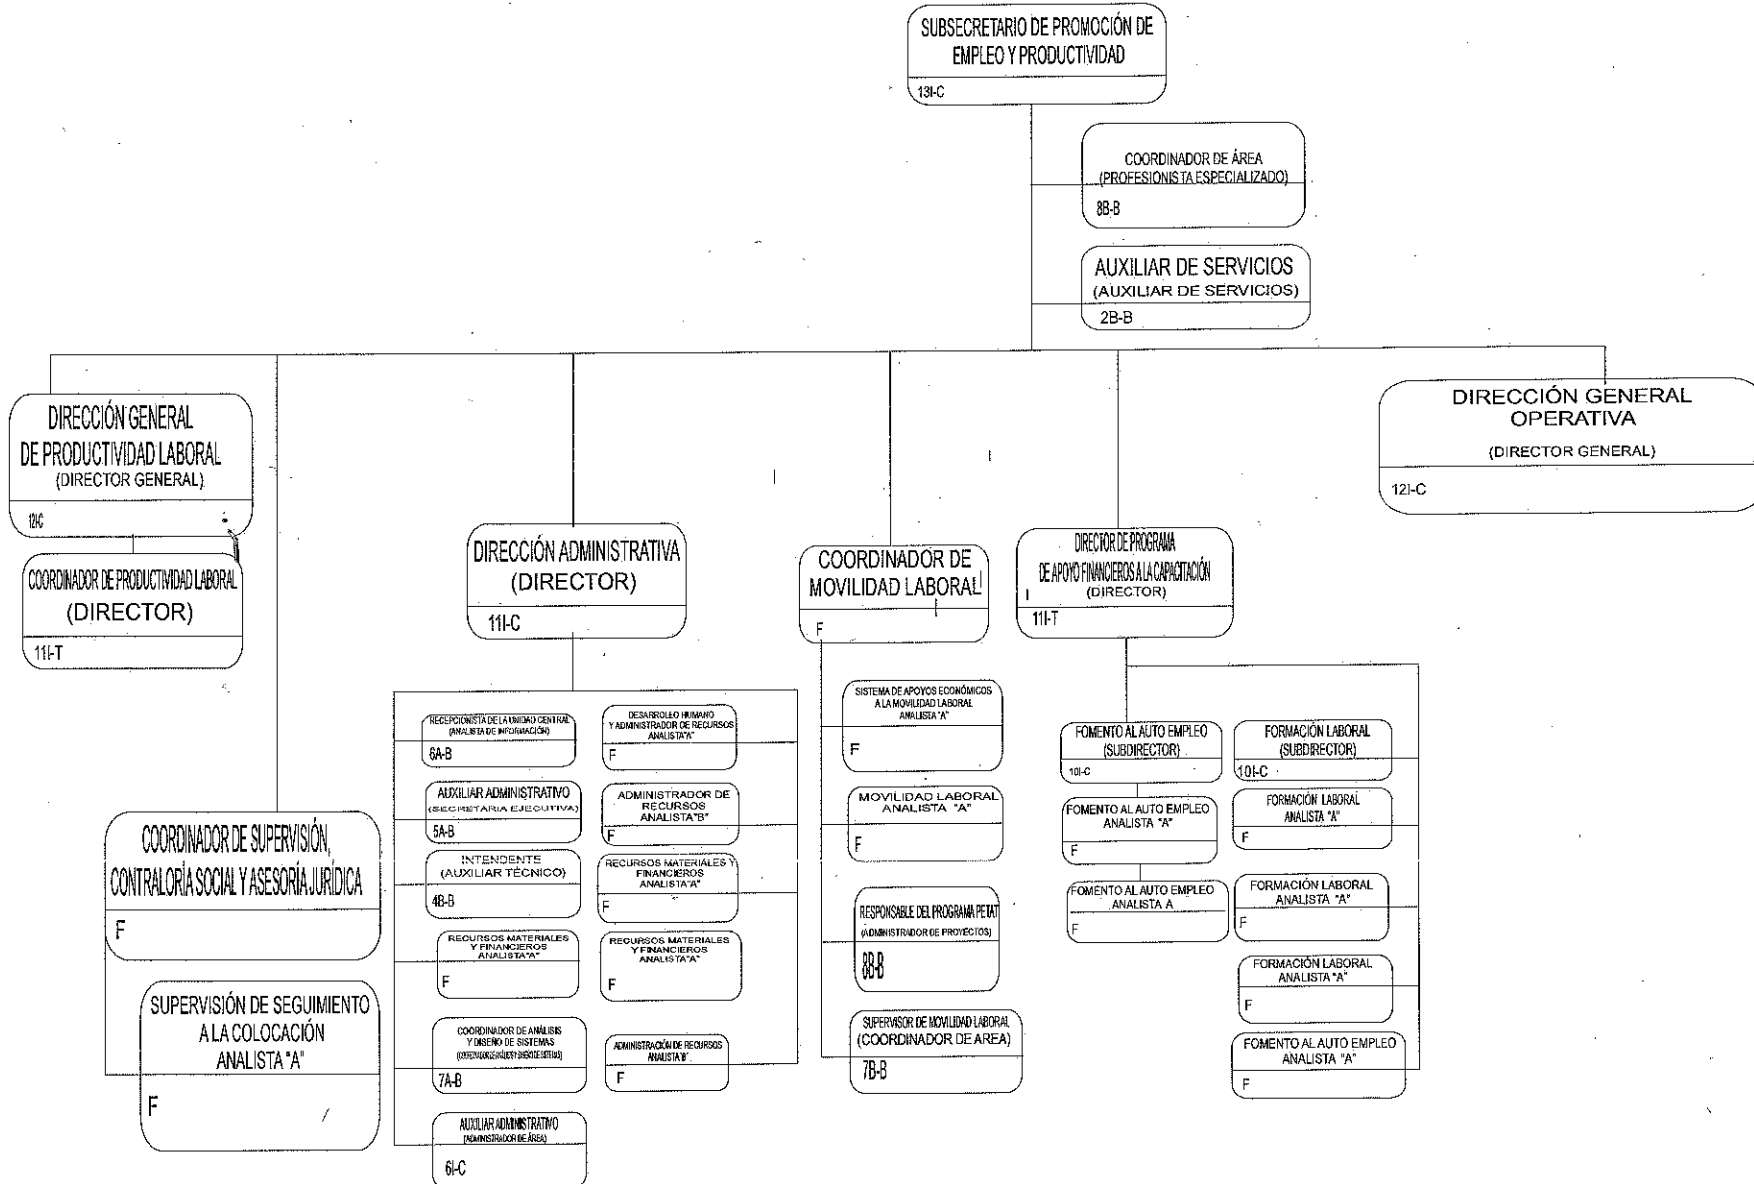 SUBSECRETARIO DE PROMOCIÓN DE
EMPLEO Y PRODUCTIVIDAD
13I-C
COORDINADOR DE ÁREA
(PROFESIONISTA ESPECIALIZADO)
8B-B
AUXILIAR DE SERVICIOS
(AUXILIAR DE SERVICIOS)
2B-B
DIRECCIÓN GENERAL
DE PRODUCTIVIDAD LABORAL
(DIRECTOR GENERAL)
12I-C
COORDINADOR DE PRODUCTIVIDAD LABORAL
(DIRECTOR)
11I-T
COORDINADOR DE SUPERVISIÓN,
CONTRALORÍA SOCIAL Y ASESORÍA JURÍDICA
F
SUPERVISIÓN DE SEGUIMIENTO
A LA COLOCACIÓN
ANALISTA "A"
F
DIRECCIÓN ADMINISTRATIVA
(DIRECTOR)
11I-C
RECEPCIONISTA DE LA UNIDAD CENTRAL
(ANALISTA DE INFORMACIÓN)
6A-B
AUXILIAR ADMINISTRATIVO
(SECRETARIA EJECUTIVA)
5A-B
INTENDENTE
(AUXILIAR TÉCNICO)
4B-B
RECURSOS MATERIALES
Y FINANCIEROS
ANALISTA"A"
F
COORDINADOR DE ANÁLISIS
Y DISEÑO DE SISTEMAS
(COORDINADOR DE ANÁLISIS Y DISEÑO DE SISTEMAS)
7A-B
AUXILIAR ADMINISTRATIVO
(ADMINISTRADOR DE ÁREA)
6I-C
DESARROLLO HUMANO
Y ADMINISTRADOR DE RECURSOS
ANALISTA"A"
F
ADMINISTRADOR DE
RECURSOS
ANALISTA"B"
F
RECURSOS MATERIALES Y
FINANCIEROS
ANALISTA"A"
F
RECURSOS MATERIALES
Y FINANCIEROS
ANALISTA"A"
F
ADMINISTRACIÓN DE RECURSOS
ANALISTA"B"
F
COORDINADOR DE
MOVILIDAD LABORAL
F
SISTEMA DE APOYOS ECONÓMICOS
A LA MOVILIDAD LABORAL
ANALISTA "A"
F
MOVILIDAD LABORAL
ANALISTA "A"
F
RESPONSABLE DEL PROGRAMA PETAT
(ADMINISTRADOR DE PROYECTOS)
8B-B
SUPERVISOR DE MOVILIDAD LABORAL
(COORDINADOR DE AREA)
7B-B
DIRECTOR DE PROGRAMA
DE APOYO FINANCIEROS A LA CAPACITACIÓN
(DIRECTOR)
11I-T
FOMENTO AL AUTO EMPLEO
(SUBDIRECTOR)
10I-C
FOMENTO AL AUTO EMPLEO
ANALISTA "A"
F
FOMENTO AL AUTO EMPLEO
ANALISTA A
F
FORMACIÓN LABORAL
(SUBDIRECTOR)
10I-C
FORMACIÓN LABORAL
ANALISTA "A"
F
FORMACIÓN LABORAL
ANALISTA "A"
F
FORMACIÓN LABORAL
ANALISTA "A"
F
FOMENTO AL AUTO EMPLEO
ANALISTA "A"
F
DIRECCIÓN GENERAL
OPERATIVA
(DIRECTOR GENERAL)
12I-C